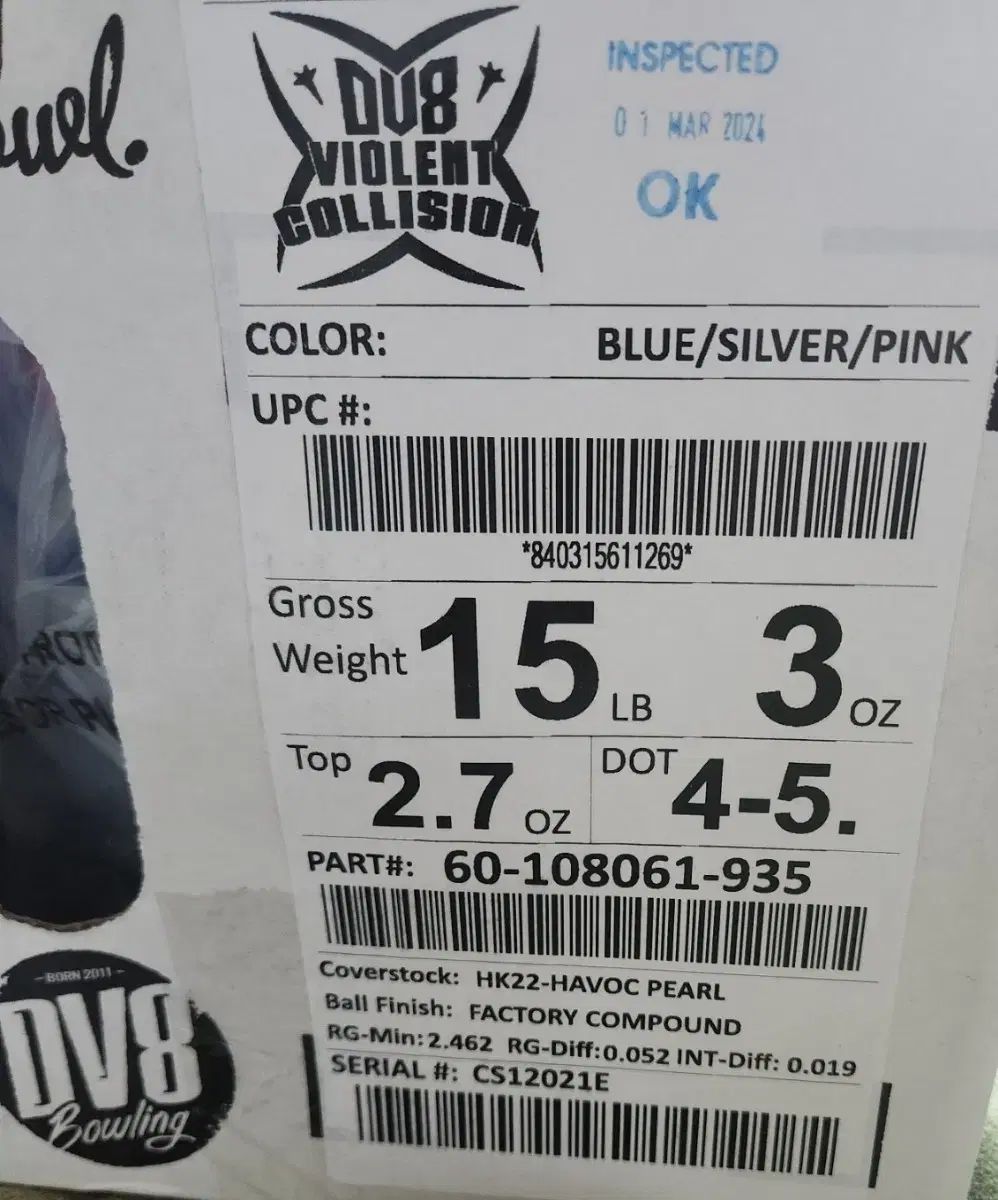 DV8
VIOLENT
COLLISION
INSPECTED
01 MAR 2024
OK
COLOR: BLUE/SILVER/PINK
UPC #:
*840315611269*
Gross Weight 15 LB 3 OZ
Top 2.7 OZ DOT 4-5.
PART#: 60-108061-935
Coverstock: HK22-HAVOC PEARL
Ball Finish: FACTORY COMPOUND
RG-Min:2.462 RG-Diff:0.052 INT-Diff: 0.019
SERIAL #: CS12021E
-BORN 2011-
DV8
Bowling